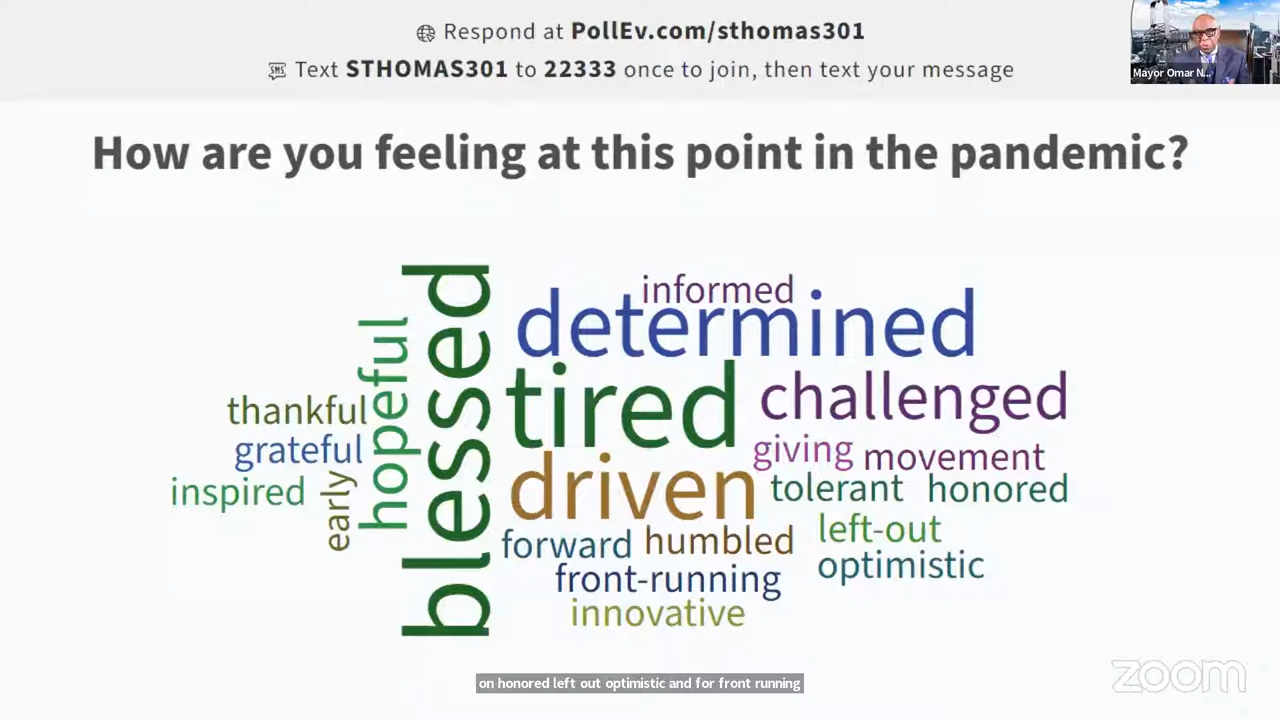 Respond at PollEv.com/sthomas301
Text STHOMAS301 to 22333 once to join, then text your message
Mayor Omar N...
How are you feeling at this point in the pandemic?
informed
determined
blessed
hopeful
tired
challenged
thankful
grateful
giving
movement
inspired
early
driven
tolerant
honored
forward
humbled
left-out
optimistic
front-running
innovative
on honored left out optimistic and for front running
zoom